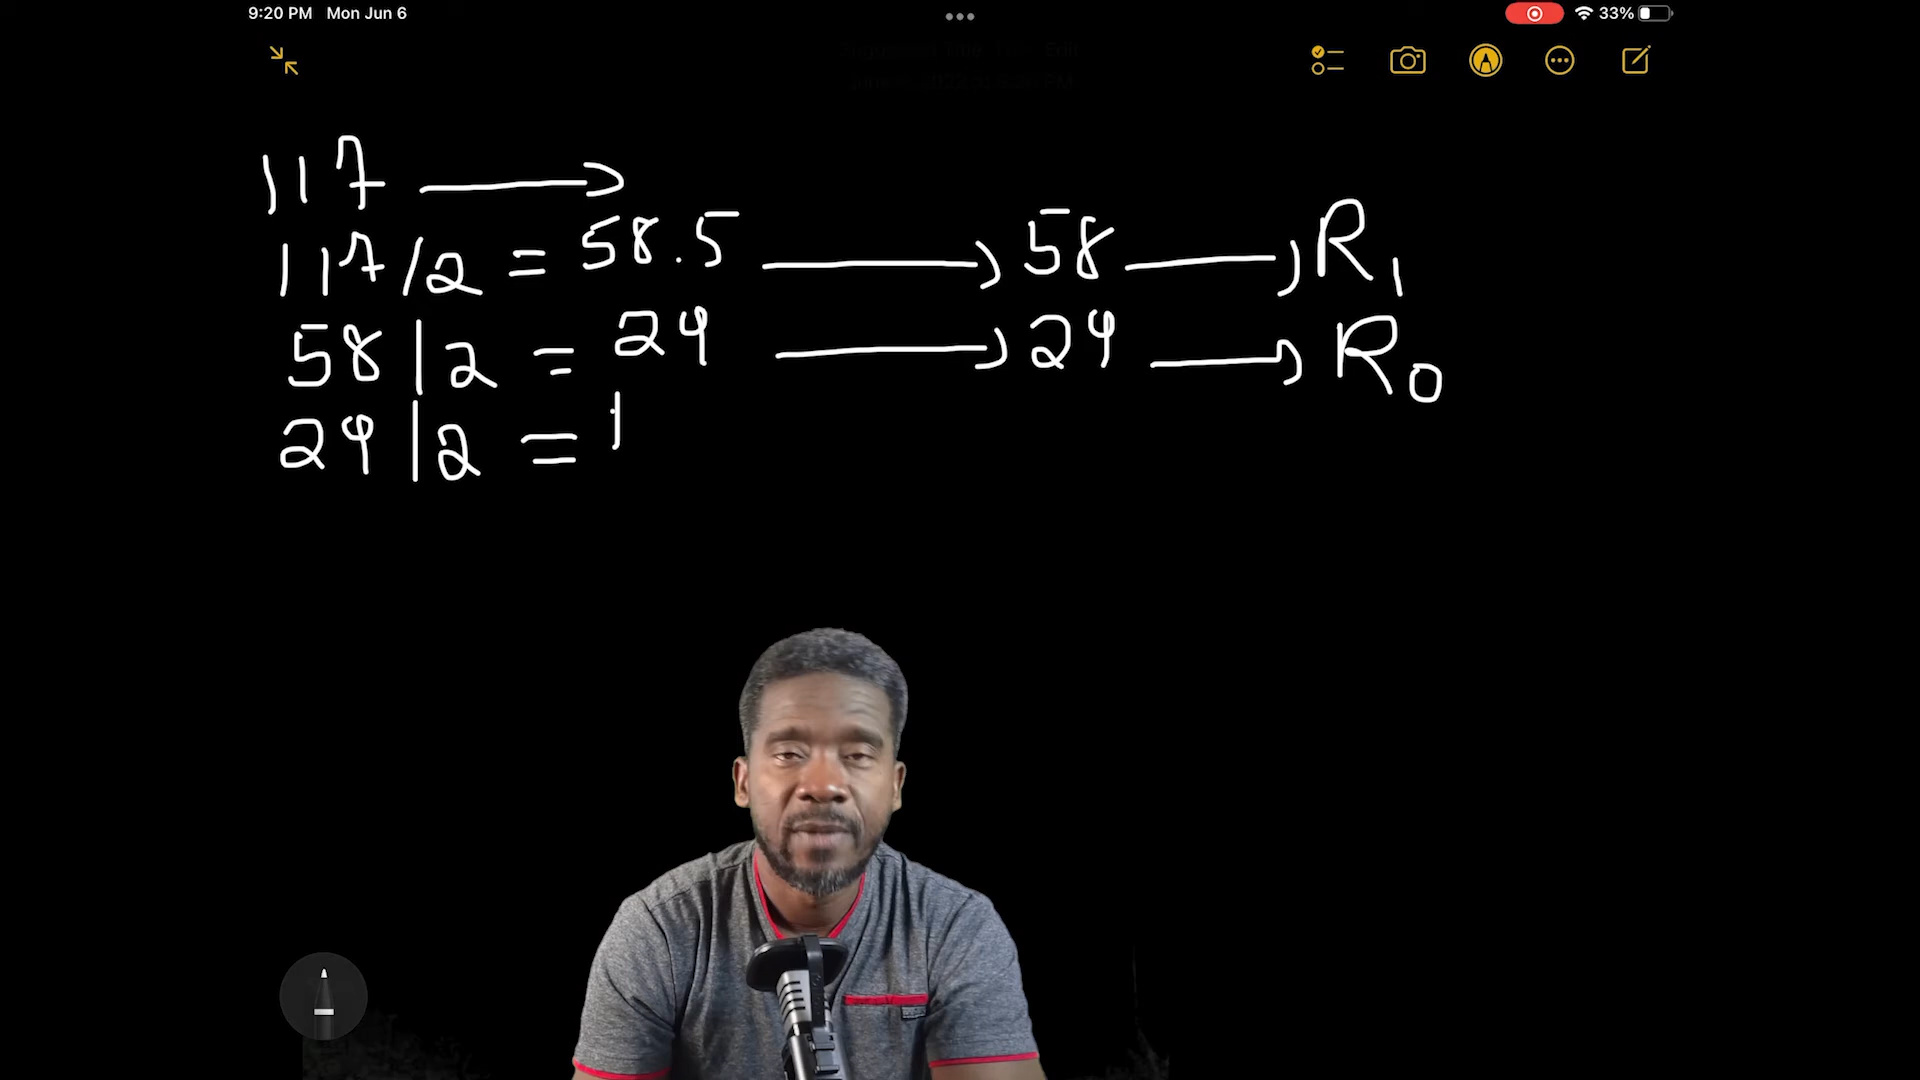 9:20 PM Mon Jun 6 33%
117 →
117/2 = 58.5 → 58 → R1
58|2 = 29 → 29 → R0
29|2 = 1